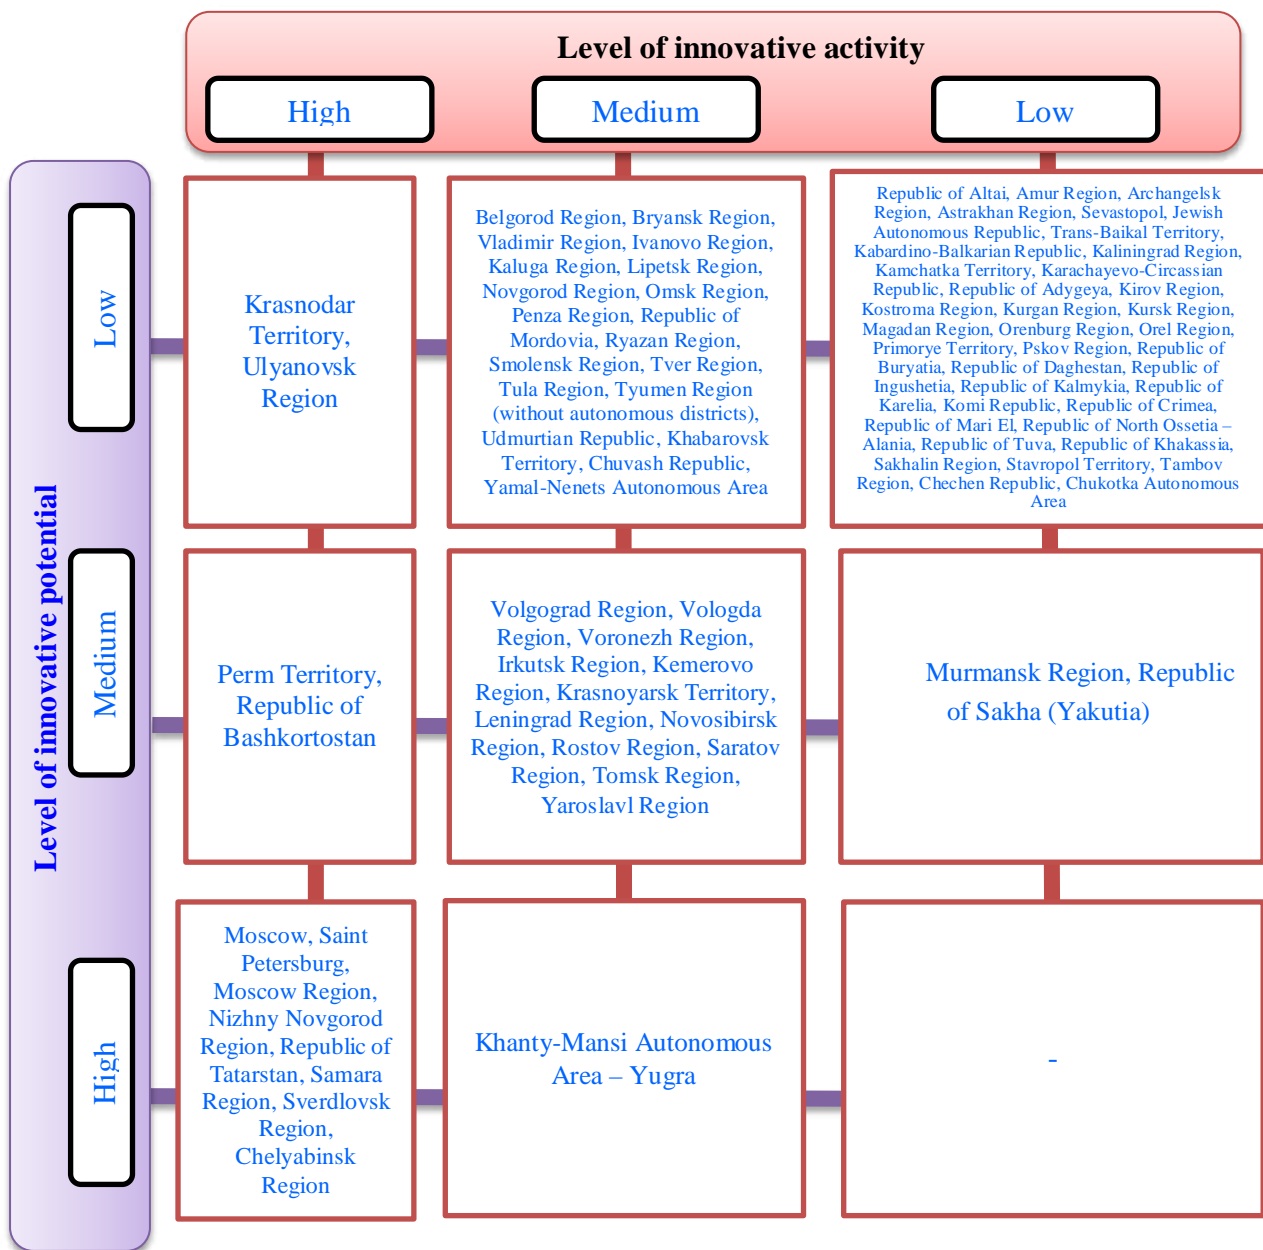 Level of innovative activity
High
Medium
Low
Level of innovative potential
Low
Krasnodar
Territory,
Ulyanovsk
Region
Belgorod Region, Bryansk Region,
Vladimir Region, Ivanovo Region,
Kaluga Region, Lipetsk Region,
Novgorod Region, Omsk Region,
Penza Region, Republic of
Mordovia, Ryazan Region,
Smolensk Region, Tver Region,
Tula Region, Tyumen Region
(without autonomous districts),
Udmurtian Republic, Khabarovsk
Territory, Chuvash Republic,
Yamal-Nenets Autonomous Area
Republic of Altai, Amur Region, Archangelsk
Region, Astrakhan Region, Sevastopol, Jewish
Autonomous Republic, Trans-Baikal Territory,
Kabardino-Balkarian Republic, Kaliningrad Region,
Kamchatka Territory, Karachayevo-Circassian
Republic, Republic of Adygeya, Kirov Region,
Kostroma Region, Kurgan Region, Kursk Region,
Magadan Region, Orenburg Region, Orel Region,
Primorye Territory, Pskov Region, Republic of
Buryatia, Republic of Daghestan, Republic of
Ingushetia, Republic of Kalmykia, Republic of
Karelia, Komi Republic, Republic of Crimea,
Republic of Mari El, Republic of North Ossetia –
Alania, Republic of Tuva, Republic of Khakassia,
Sakhalin Region, Stavropol Territory, Tambov
Region, Chechen Republic, Chukotka Autonomous
Area
Medium
Perm Territory,
Republic of
Bashkortostan
Volgograd Region, Vologda
Region, Voronezh Region,
Irkutsk Region, Kemerovo
Region, Krasnoyarsk Territory,
Leningrad Region, Novosibirsk
Region, Rostov Region, Saratov
Region, Tomsk Region,
Yaroslavl Region
Murmansk Region, Republic
of Sakha (Yakutia)
High
Moscow, Saint
Petersburg,
Moscow Region,
Nizhny Novgorod
Region, Republic of
Tatarstan, Samara
Region, Sverdlovsk
Region,
Chelyabinsk
Region
Khanty-Mansi Autonomous
Area – Yugra
-